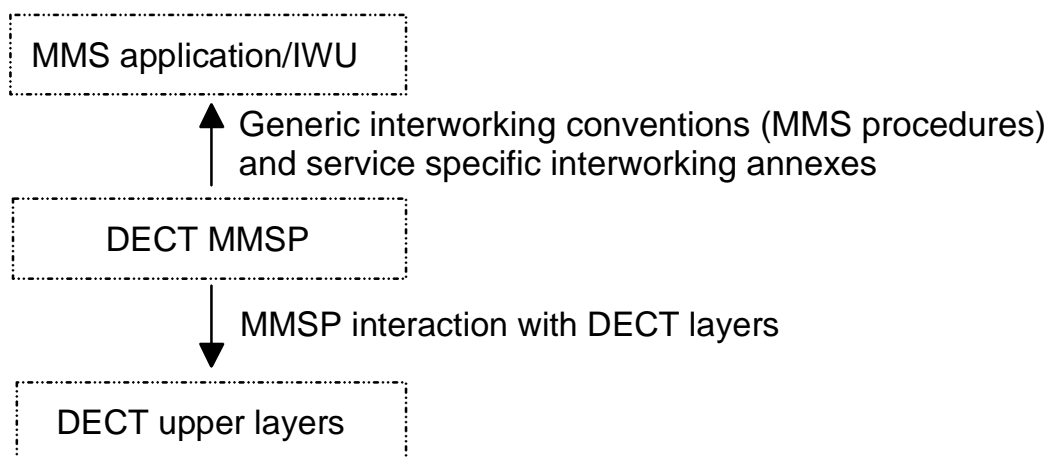 MMS application/IWU
Generic interworking conventions (MMS procedures)
and service specific interworking annexes
DECT MMSP
MMSP interaction with DECT layers
DECT upper layers